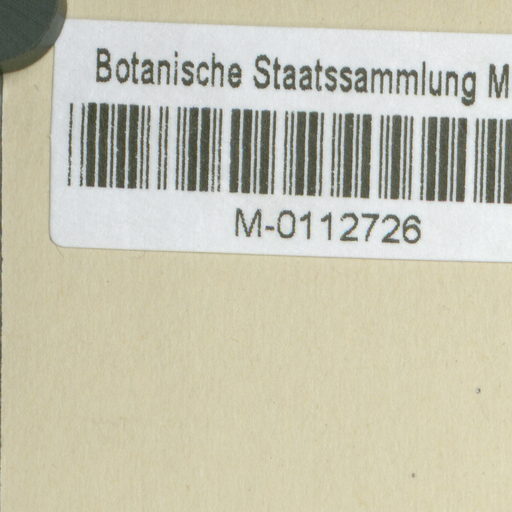 Botanische Staatssammlung M
M-0112726